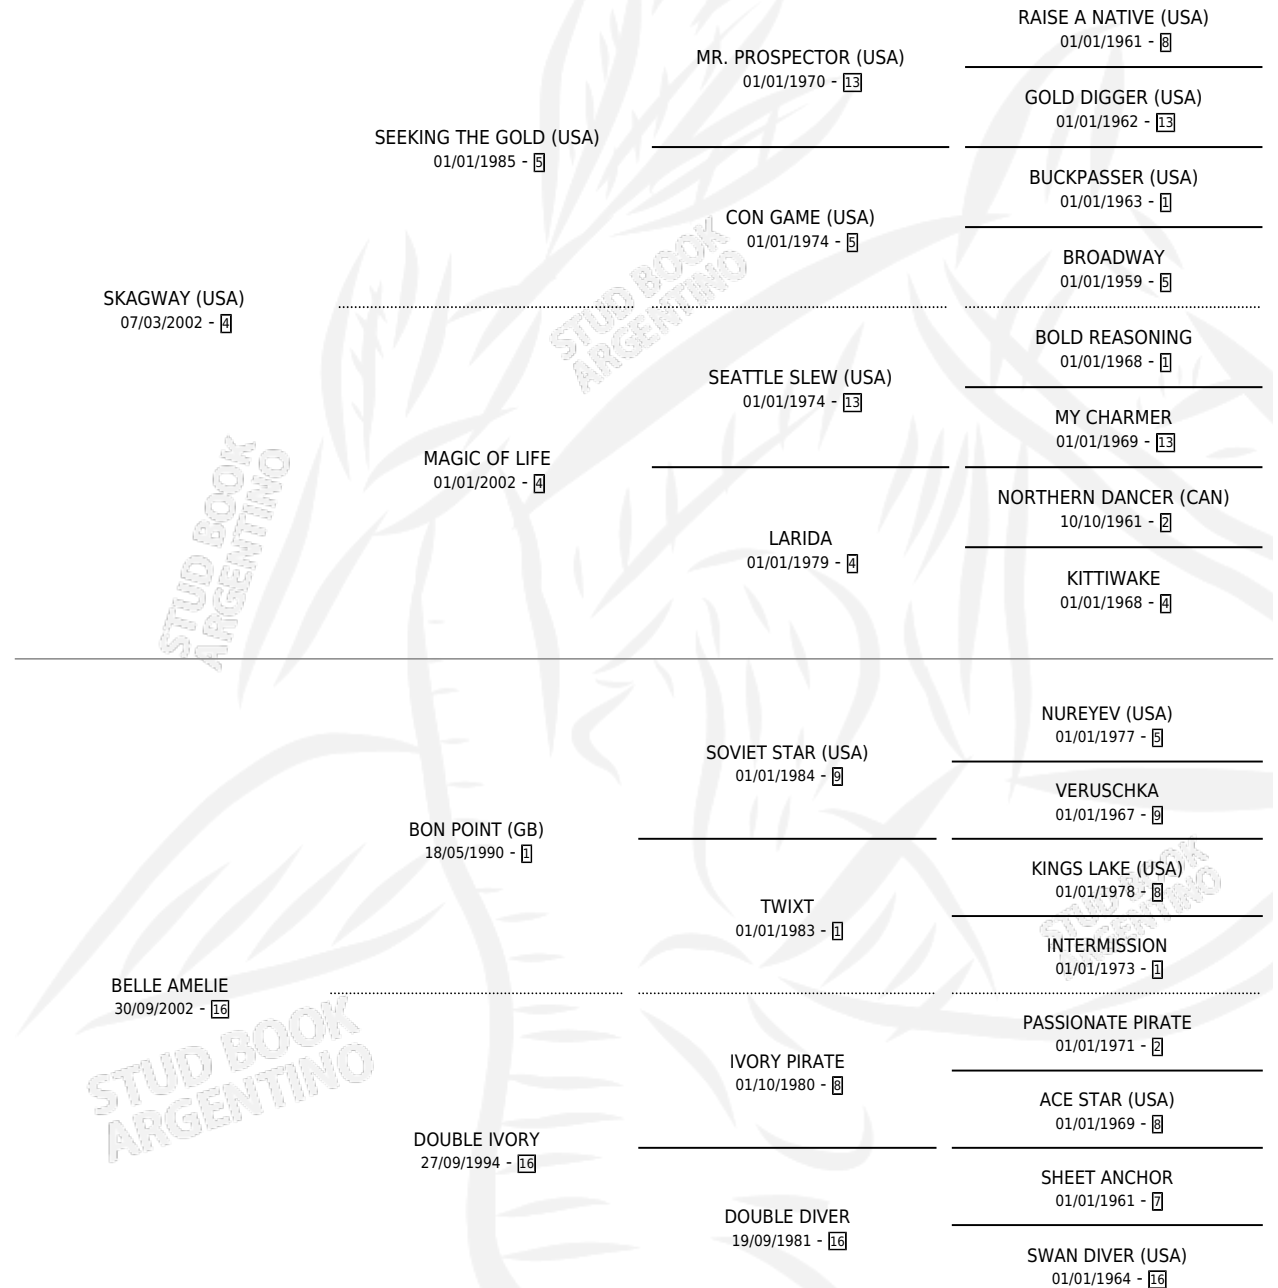 RAISE A NATIVE (USA)
01/01/1961 - 8
MR. PROSPECTOR (USA)
01/01/1970 - 13
GOLD DIGGER (USA)
01/01/1962 - 13
SEEKING THE GOLD (USA)
01/01/1985 - 5
BUCKPASSER (USA)
01/01/1963 - 1
CON GAME (USA)
01/01/1974 - 5
BROADWAY
01/01/1959 - 5
SKAGWAY (USA)
07/03/2002 - 4
STUD BOOK
ARGENTINO
BOLD REASONING
01/01/1968 - 1
SEATTLE SLEW (USA)
01/01/1974 - 13
MY CHARMER
01/01/1969 - 13
MAGIC OF LIFE
01/01/2002 - 4
NORTHERN DANCER (CAN)
10/10/1961 - 2
LARIDA
01/01/1979 - 4
KITTIWAKE
01/01/1968 - 4
STUD BOOK
ARGENTINO
NUREYEV (USA)
01/01/1977 - 5
SOVIET STAR (USA)
01/01/1984 - 9
VERUSCHKA
01/01/1967 - 9
BON POINT (GB)
18/05/1990 - 1
KINGS LAKE (USA)
01/01/1978 - 8
TWIXT
01/01/1983 - 1
STUD BOOK
ARGENTINO
INTERMISSION
01/01/1973 - 1
BELLE AMELIE
30/09/2002 - 16
PASSIONATE PIRATE
01/01/1971 - 2
IVORY PIRATE
01/10/1980 - 8
STUD BOOK
ARGENTINO
ACE STAR (USA)
01/01/1969 - 8
DOUBLE IVORY
27/09/1994 - 16
SHEET ANCHOR
01/01/1961 - 7
DOUBLE DIVER
19/09/1981 - 16
SWAN DIVER (USA)
01/01/1964 - 16